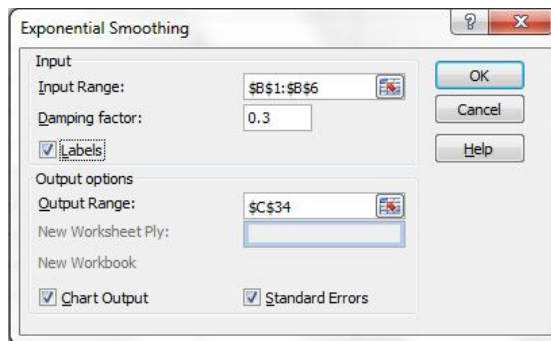 Exponential Smoothing
Input
Input Range: $B$1:$B$6
Damping factor: 0.3
Labels
OK
Cancel
Help
Output options
Output Range: $C$34
New Worksheet Ply:
New Workbook
Chart Output Standard Errors